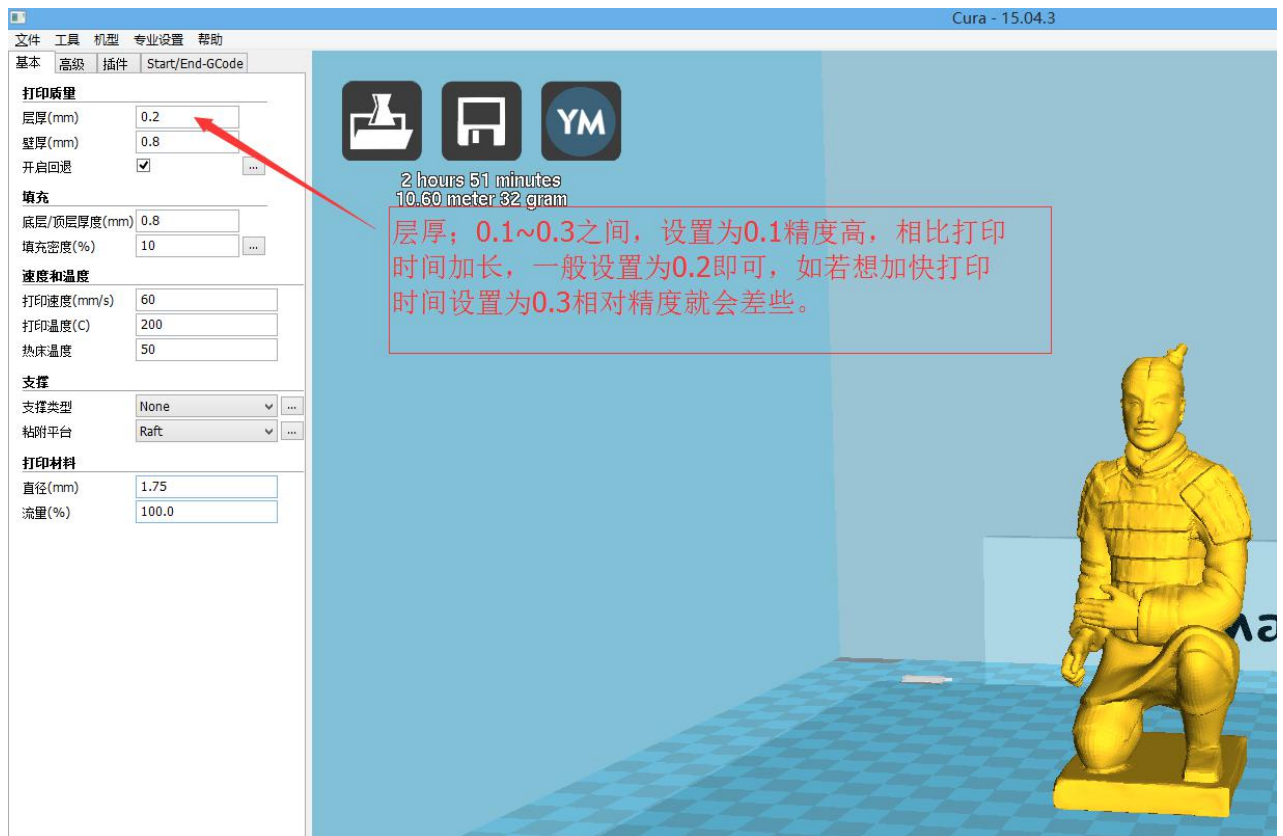 Cura - 15.04.3
文件 工具 机型 专业设置 帮助
基本 高级 插件 Start/End-GCode
打印质量
层厚(mm) 0.2
壁厚(mm) 0.8
开启回退 ...
填充
底层/顶层厚度(mm) 0.8
填充密度(%) 10 ...
速度和温度
打印速度(mm/s) 60
打印温度(C) 200
热床温度 50
支撑
支撑类型 None ...
粘附平台 Raft ...
打印材料
直径(mm) 1.75
流量(%) 100.0
YM
2 hours 51 minutes
10.60 meter 32 gram
层厚；0.1~0.3之间，设置为0.1精度高，相比打印
时间加长，一般设置为0.2即可，如若想加快打印
时间设置为0.3相对精度就会差些。